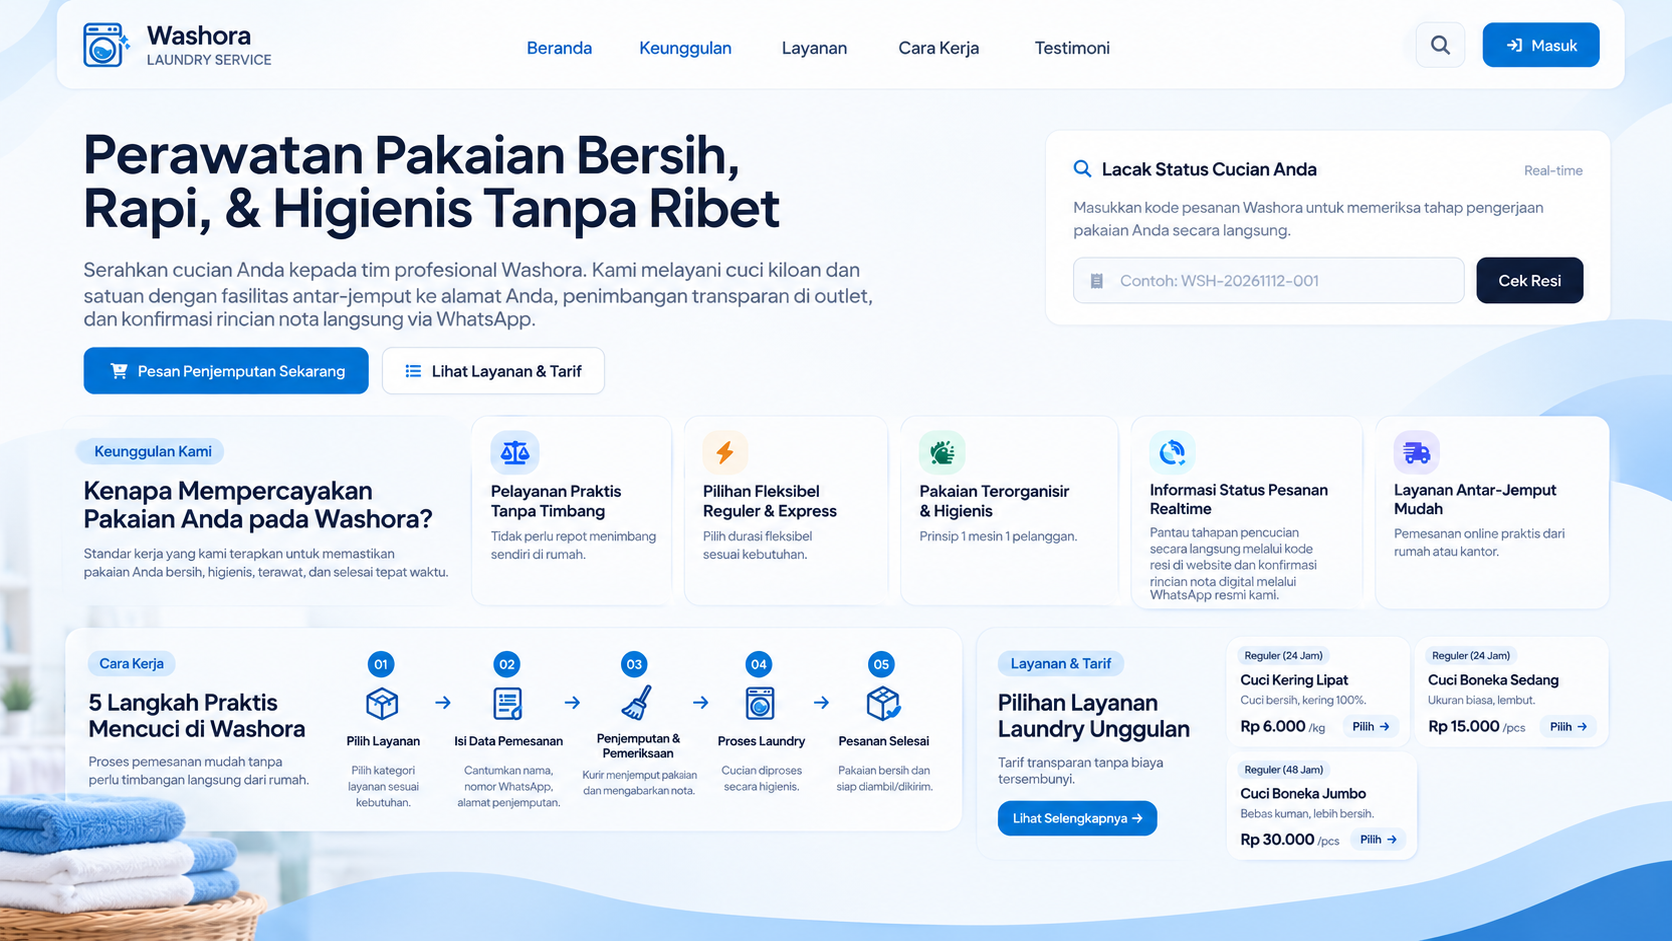 Washora
LAUNDRY SERVICE
Beranda
Keunggulan
Layanan
Cara Kerja
Testimoni
Masuk
Perawatan Pakaian Bersih,
Rapi, & Higienis Tanpa Ribet
Serahkan cucian Anda kepada tim profesional Washora. Kami melayani cuci kiloan dan
satuan dengan fasilitas antar-jemput ke alamat Anda, penimbangan transparan di outlet,
dan konfirmasi rincian nota langsung via WhatsApp.
Pesan Penjemputan Sekarang
Lihat Layanan & Tarif
Lacak Status Cucian Anda
Real-time
Masukkan kode pesanan Washora untuk memeriksa tahap pengerjaan
pakaian Anda secara langsung.
Contoh: WSH-20261112-001
Cek Resi
Keunggulan Kami
Kenapa Mempercayakan
Pakaian Anda pada Washora?
Standar kerja yang kami terapkan untuk memastikan
pakaian Anda bersih, higienis, terawat, dan selesai tepat waktu.
Pelayanan Praktis
Tanpa Timbang
Tidak perlu repot menimbang
sendiri di rumah.
Pilihan Fleksibel
Reguler & Express
Pilih durasi fleksibel
sesuai kebutuhan.
Pakaian Terorganisir
& Higienis
Prinsip 1 mesin 1 pelanggan.
Informasi Status Pesanan
Realtime
Pantau tahapan pencucian
secara langsung melalui kode
resi di website dan konfirmasi
rincian nota digital melalui
WhatsApp resmi kami.
Layanan Antar-Jemput
Mudah
Pemesanan online praktis dari
rumah atau kantor.
Cara Kerja
5 Langkah Praktis
Mencuci di Washora
Proses pemesanan mudah tanpa
perlu timbangan langsung dari rumah.
01
Pilih Layanan
Pilih kategori
layanan sesuai
kebutuhan.
02
Isi Data Pemesanan
Cantumkan nama,
nomor WhatsApp,
alamat penjemputan.
03
Penjemputan &
Pemeriksaan
Kurir menjemput pakaian
dan mengabarkan nota.
04
Proses Laundry
Cucian diproses
secara higienis.
05
Pesanan Selesai
Pakaian bersih dan
siap diambil/dikirim.
Layanan & Tarif
Pilihan Layanan
Laundry Unggulan
Tarif transparan tanpa biaya
tersembunyi.
Lihat Selengkapnya →
Reguler (24 Jam)
Cuci Kering Lipat
Cuci bersih, kering 100%.
Rp 6.000 /kg
Pilih →
Reguler (24 Jam)
Cuci Boneka Sedang
Ukuran biasa, lembut.
Rp 15.000 /pcs
Pilih →
Reguler (48 Jam)
Cuci Boneka Jumbo
Bebas kuman, lebih bersih.
Rp 30.000 /pcs
Pilih →